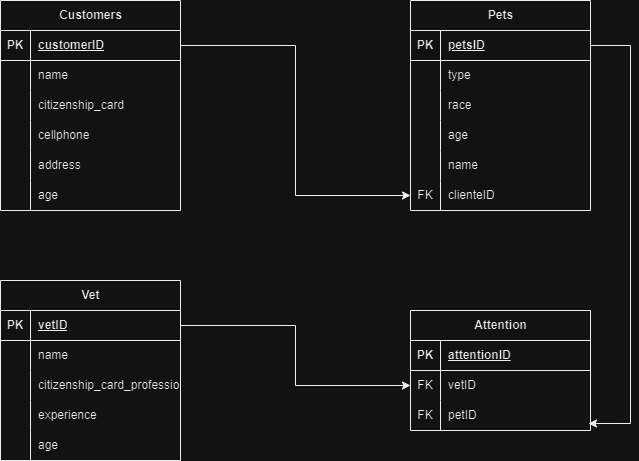 Customers
PK customerID
name
citizenship_card
cellphone
address
age
Pets
PK petsID
type
race
age
name
FK clienteID
Vet
PK vetID
name
citizenship_card_professio
experience
age
Attention
PK attentionID
FK vetID
FK petID